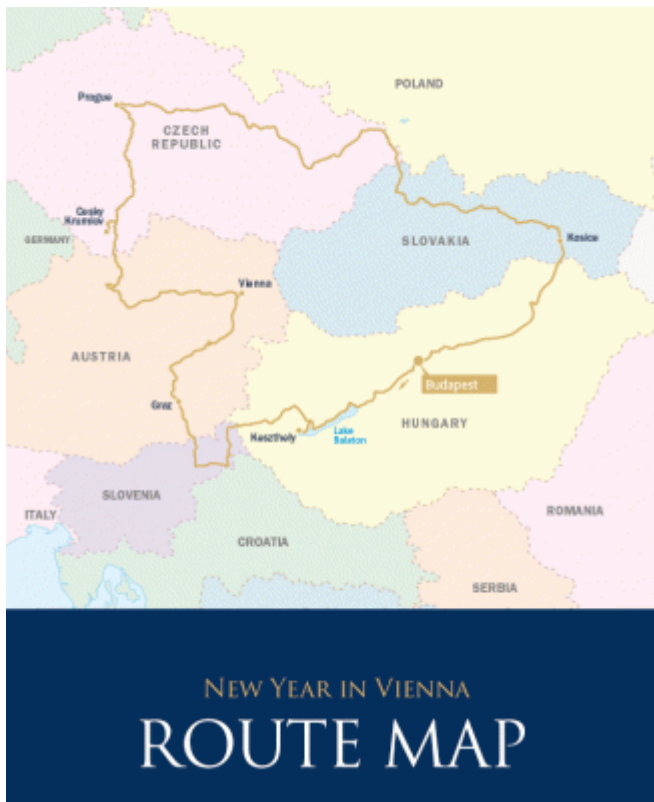 POLAND
Prague
CZECH
REPUBLIC
Cesky
Krumlov
GERMANY
SLOVAKIA
Kosice
Vienna
AUSTRIA
Budapest
Graz
Keszthely
Lake
Balaton
HUNGARY
SLOVENIA
ITALY
ROMANIA
CROATIA
SERBIA
NEW YEAR IN VIENNA
ROUTE MAP